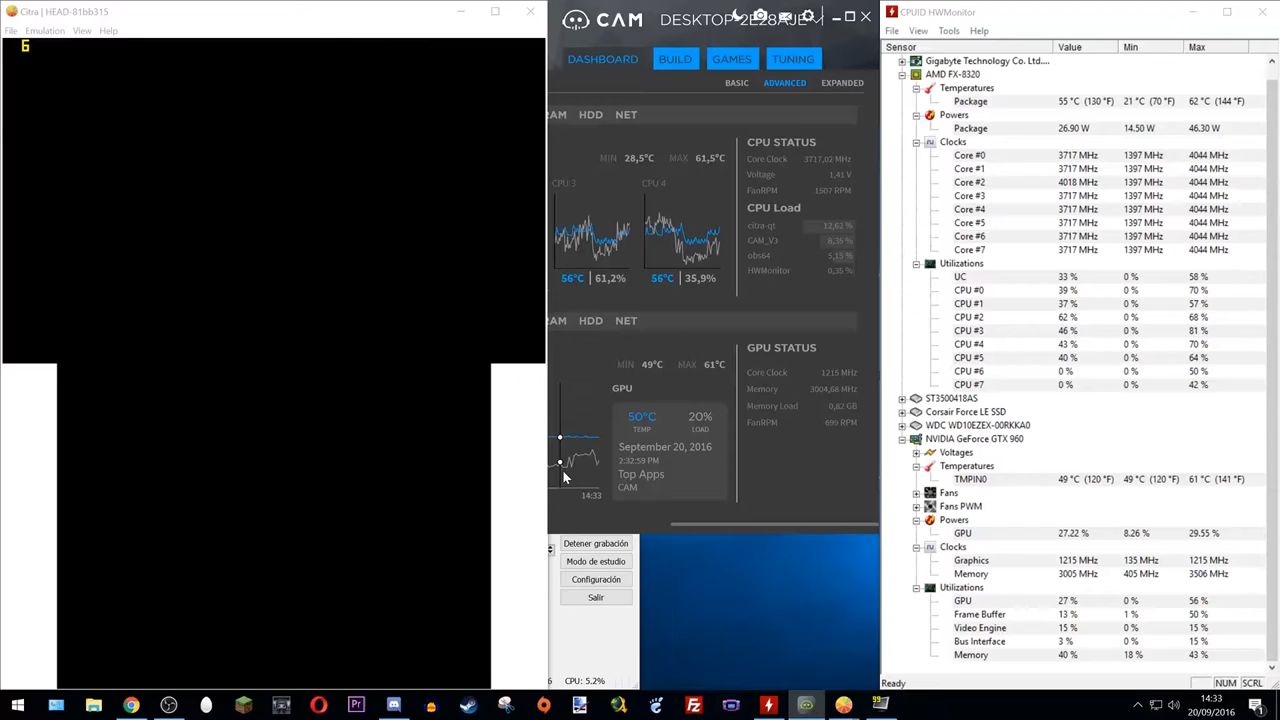 Citra | HEAD-81bb315
File Emulation View Help
6
CAM
DESKTOP-2E28AJE
DASHBOARD BUILD GAMES TUNING
BASIC ADVANCED EXPANDED
RAM HDD NET
MIN 28,5°C MAX 61,5°C
CPU:3 CPU 4
56°C 61,2% 56°C 35,9%
CPU STATUS
Core Clock 3717,02 MHz
Voltage 1,41 V
FanRPM 1507 RPM
CPU Load
citra-qt 12,62 %
CAM_V3 8,35 %
obs64 5,15 %
HWMonitor 0,35 %
RAM HDD NET
MIN 49°C MAX 61°C
GPU
50°C 20%
TEMP LOAD
September 20, 2016
2:32:59 PM
Top Apps
CAM
14:33
GPU STATUS
Core Clock 1215 MHz
Memory 3004,68 MHz
Memory Load 0,82 GB
FanRPM 699 RPM
Detener grabación
Modo de estudio
Configuración
Salir
6 CPU: 5.2%
CPUID HWMonitor
File View Tools Help
Sensor Value Min Max
Gigabyte Technology Co. Ltd....
AMD FX-8320
Temperatures
Package 55 °C (130 °F) 21 °C (70 °F) 62 °C (144 °F)
Powers
Package 26.90 W 14.50 W 46.30 W
Clocks
Core #0 3717 MHz 1397 MHz 4044 MHz
Core #1 3717 MHz 1397 MHz 4044 MHz
Core #2 4018 MHz 1397 MHz 4044 MHz
Core #3 3717 MHz 1397 MHz 4044 MHz
Core #4 3717 MHz 1397 MHz 4044 MHz
Core #5 3717 MHz 1397 MHz 4044 MHz
Core #6 3717 MHz 1397 MHz 4044 MHz
Core #7 3717 MHz 1397 MHz 4044 MHz
Utilizations
UC 33 % 0 % 58 %
CPU #0 39 % 0 % 70 %
CPU #1 37 % 0 % 57 %
CPU #2 62 % 0 % 68 %
CPU #3 46 % 0 % 81 %
CPU #4 43 % 0 % 70 %
CPU #5 40 % 0 % 64 %
CPU #6 0 % 0 % 50 %
CPU #7 0 % 0 % 42 %
ST3500418AS
Corsair Force LE SSD
WDC WD10EZEX-00RKKA0
NVIDIA GeForce GTX 960
Voltages
Temperatures
TMPIN0 49 °C (120 °F) 49 °C (120 °F) 61 °C (141 °F)
Fans
Fans PWM
Powers
GPU 27.22 % 8.26 % 29.55 %
Clocks
Graphics 1215 MHz 135 MHz 1215 MHz
Memory 3005 MHz 405 MHz 3506 MHz
Utilizations
GPU 27 % 0 % 56 %
Frame Buffer 13 % 1 % 50 %
Video Engine 15 % 0 % 15 %
Bus Interface 3 % 0 % 15 %
Memory 40 % 18 % 43 %
Ready NUM SCRL
Pr
Fz
99
14:33
20/09/2016
1